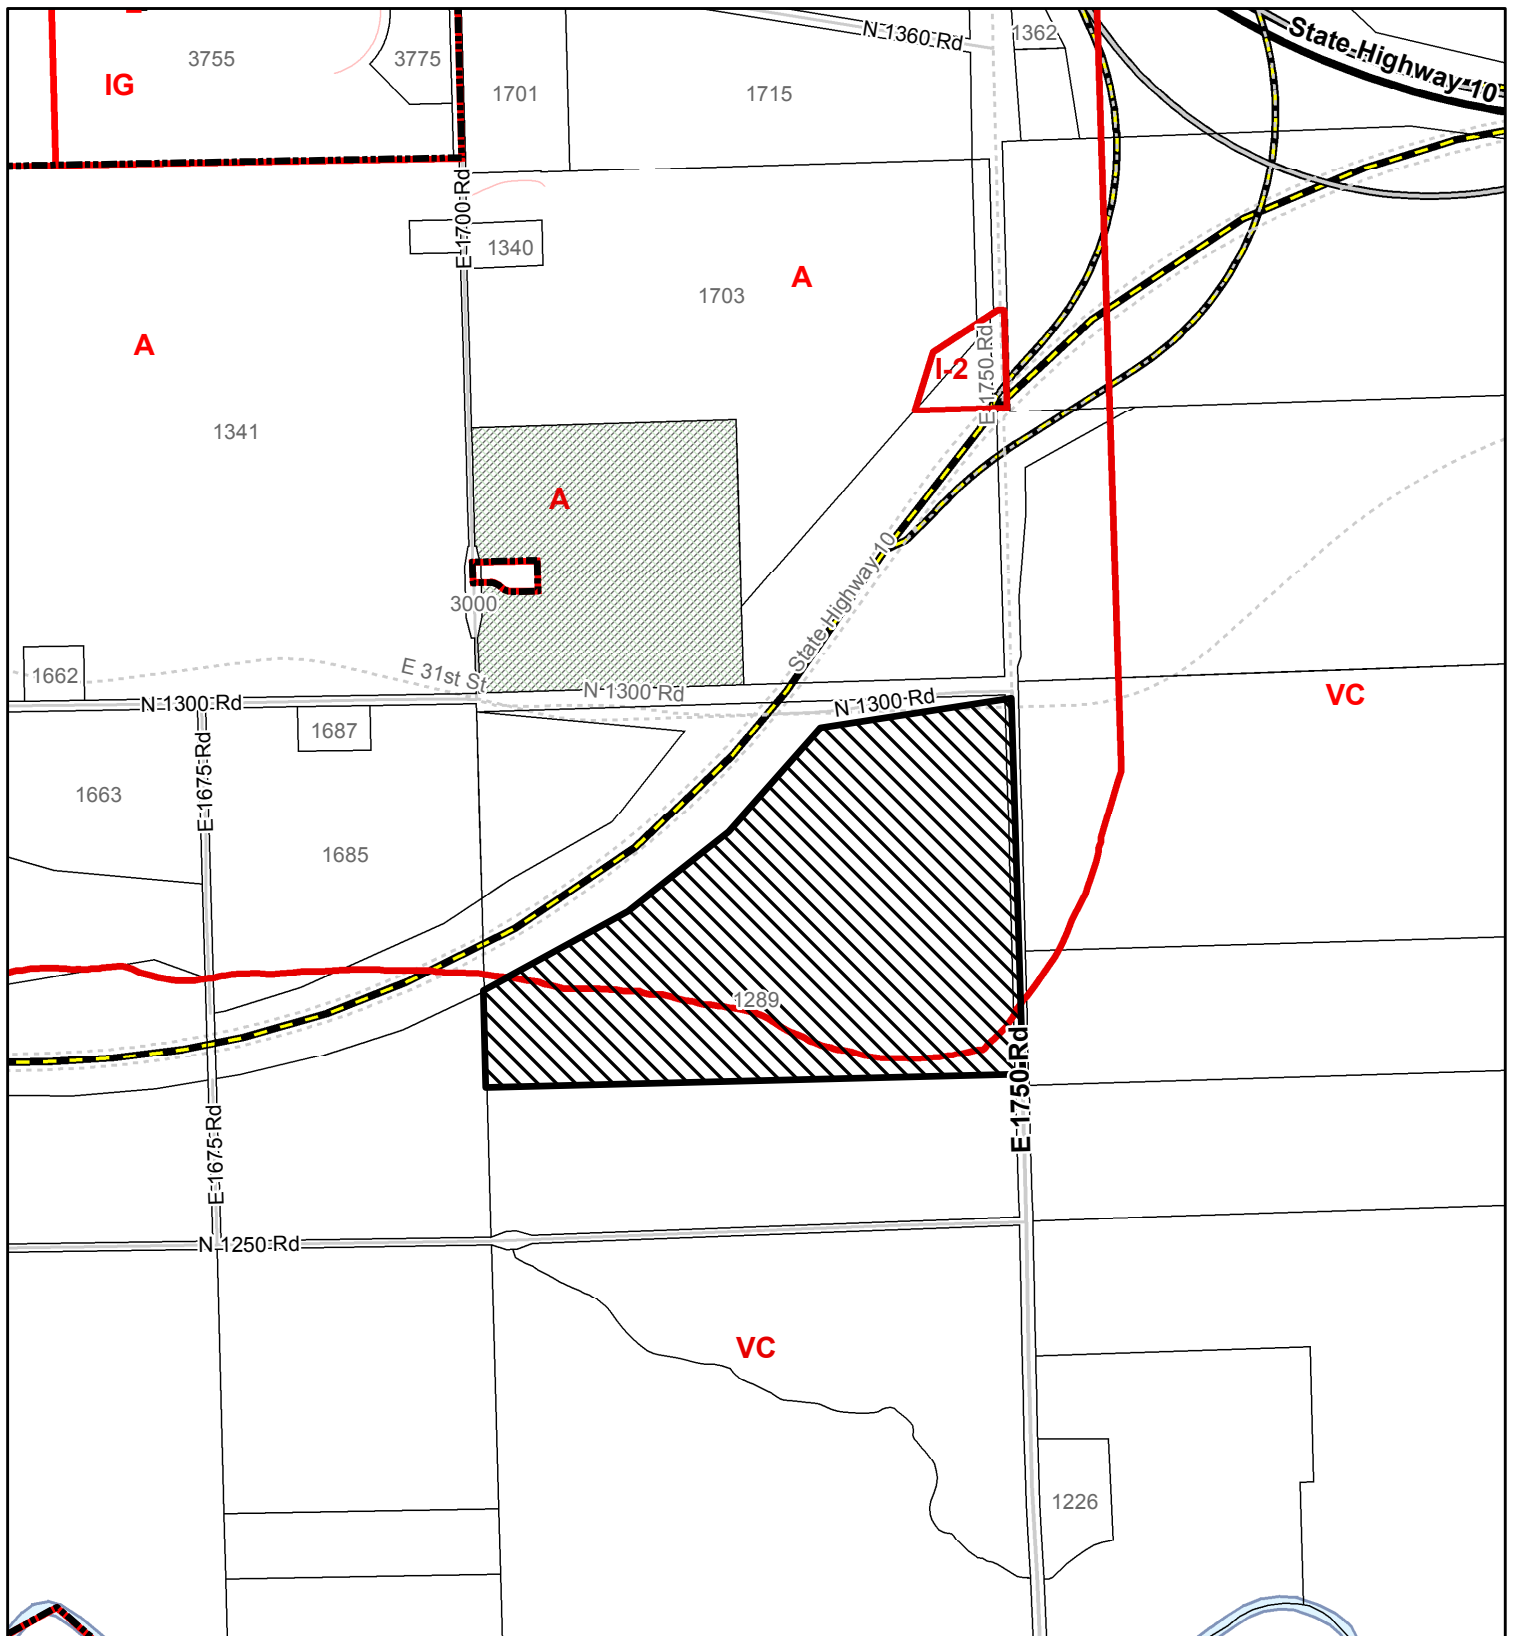 N 1360 Rd
1362
State Highway 10
3755
3775
IG
1701
1715
E 1700 Rd
1340
A
1703
A
E 1750 Rd
I-2
1341
A
State Highway 10
3000
E 31st St
1662
N 1300 Rd
N 1300 Rd
N 1300 Rd
VC
1687
E 1675 Rd
1663
1685
1289
E 1750 Rd
E 1675 Rd
N 1250 Rd
VC
1226